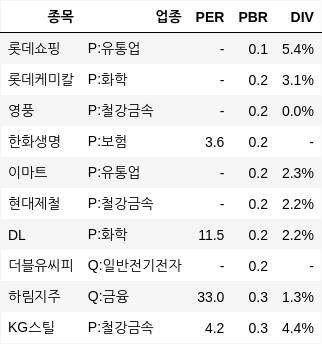 종목 업종 PER PBR DIV
롯데쇼핑 P:유통업 - 0.1 5.4%
롯데케미칼 P:화학 - 0.2 3.1%
영풍 P:철강금속 - 0.2 0.0%
한화생명 P:보험 3.6 0.2 -
이마트 P:유통업 - 0.2 2.3%
현대제철 P:철강금속 - 0.2 2.2%
DL P:화학 11.5 0.2 2.2%
더블유씨피 Q:일반전기전자 - 0.2 -
하림지주 Q:금융 33.0 0.3 1.3%
KG스틸 P:철강금속 4.2 0.3 4.4%